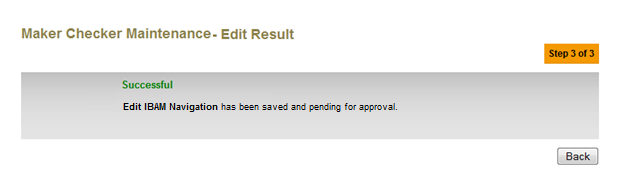 Maker Checker Maintenance- Edit Result
Step 3 of 3
Successful
Edit IBAM Navigation has been saved and pending for approval.
Back